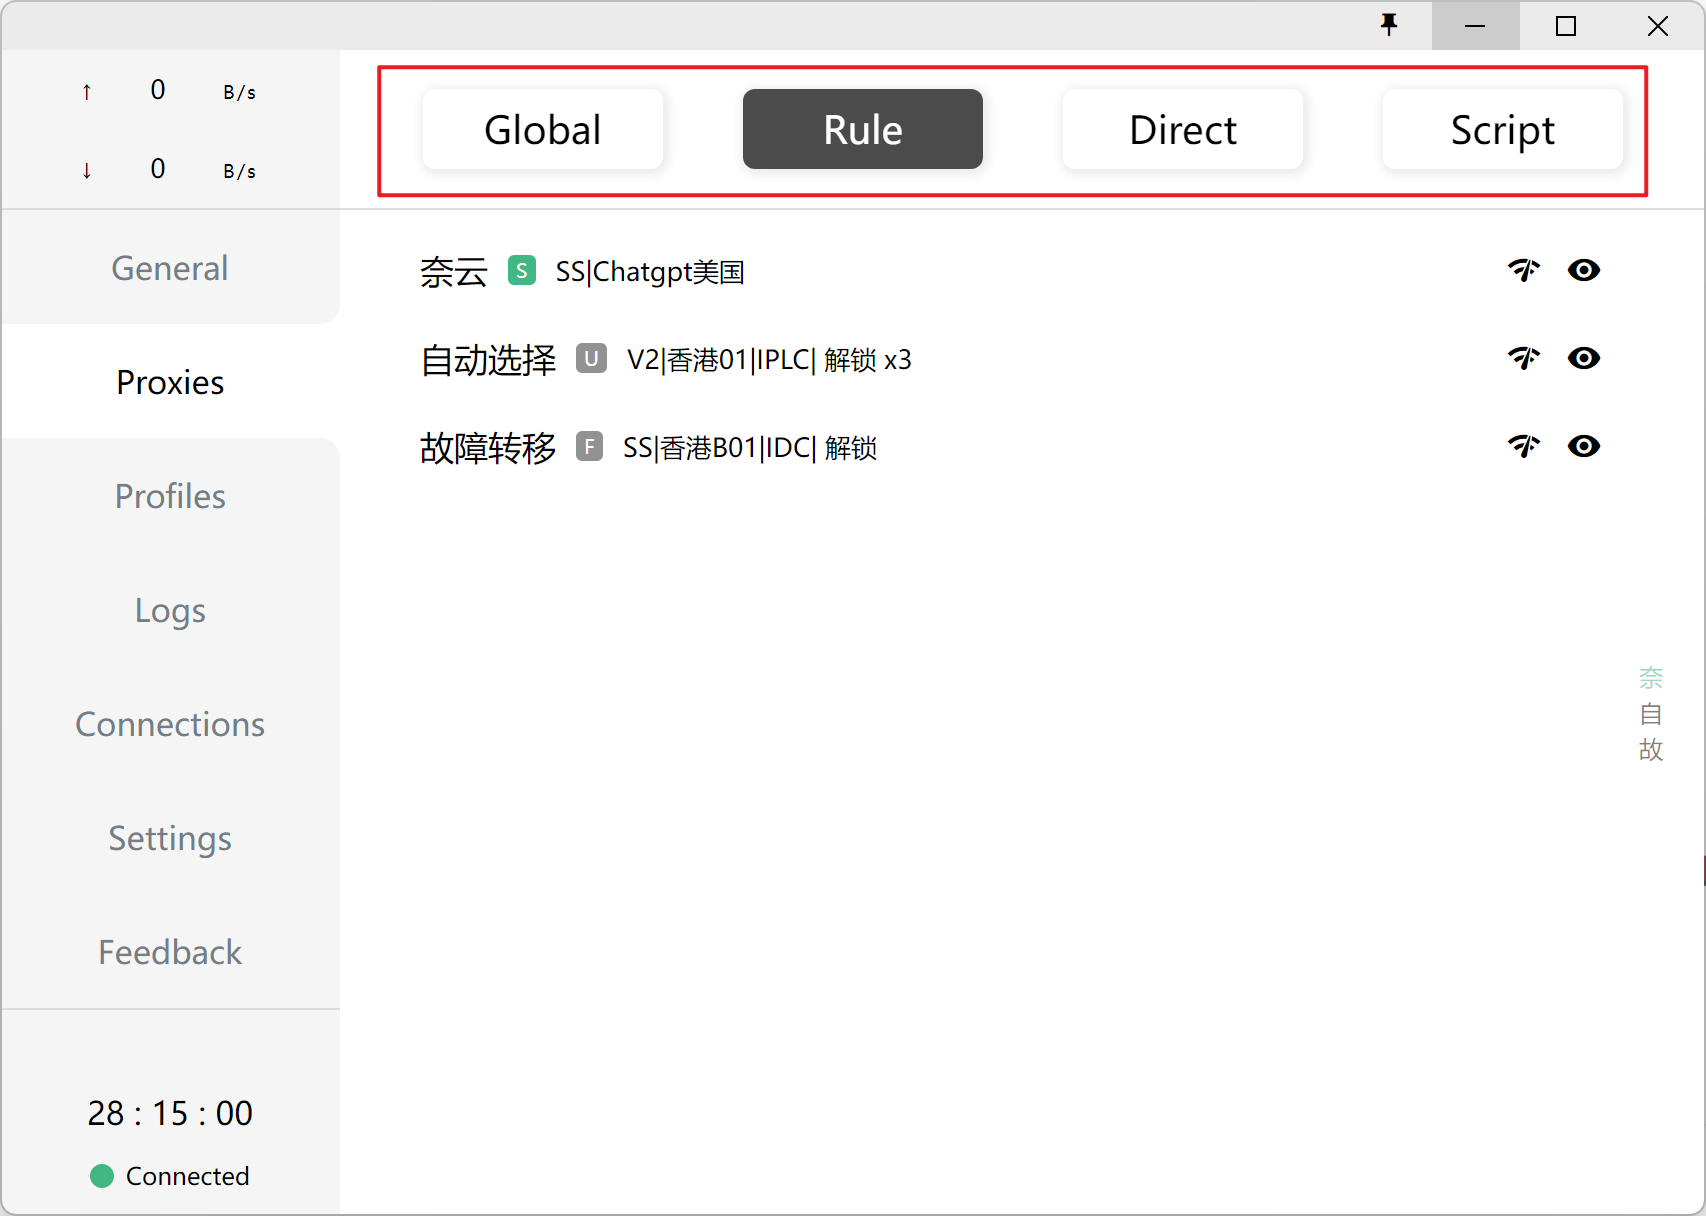 ↑ 0 B/s
↓ 0 B/s
Global Rule Direct Script
General
Proxies
Profiles
Logs
Connections
Settings
Feedback
28 : 15 : 00
Connected
奈云 S SS|Chatgpt美国
自动选择 U V2|香港01|IPLC| 解锁 x3
故障转移 F SS|香港B01|IDC| 解锁
奈
自
故